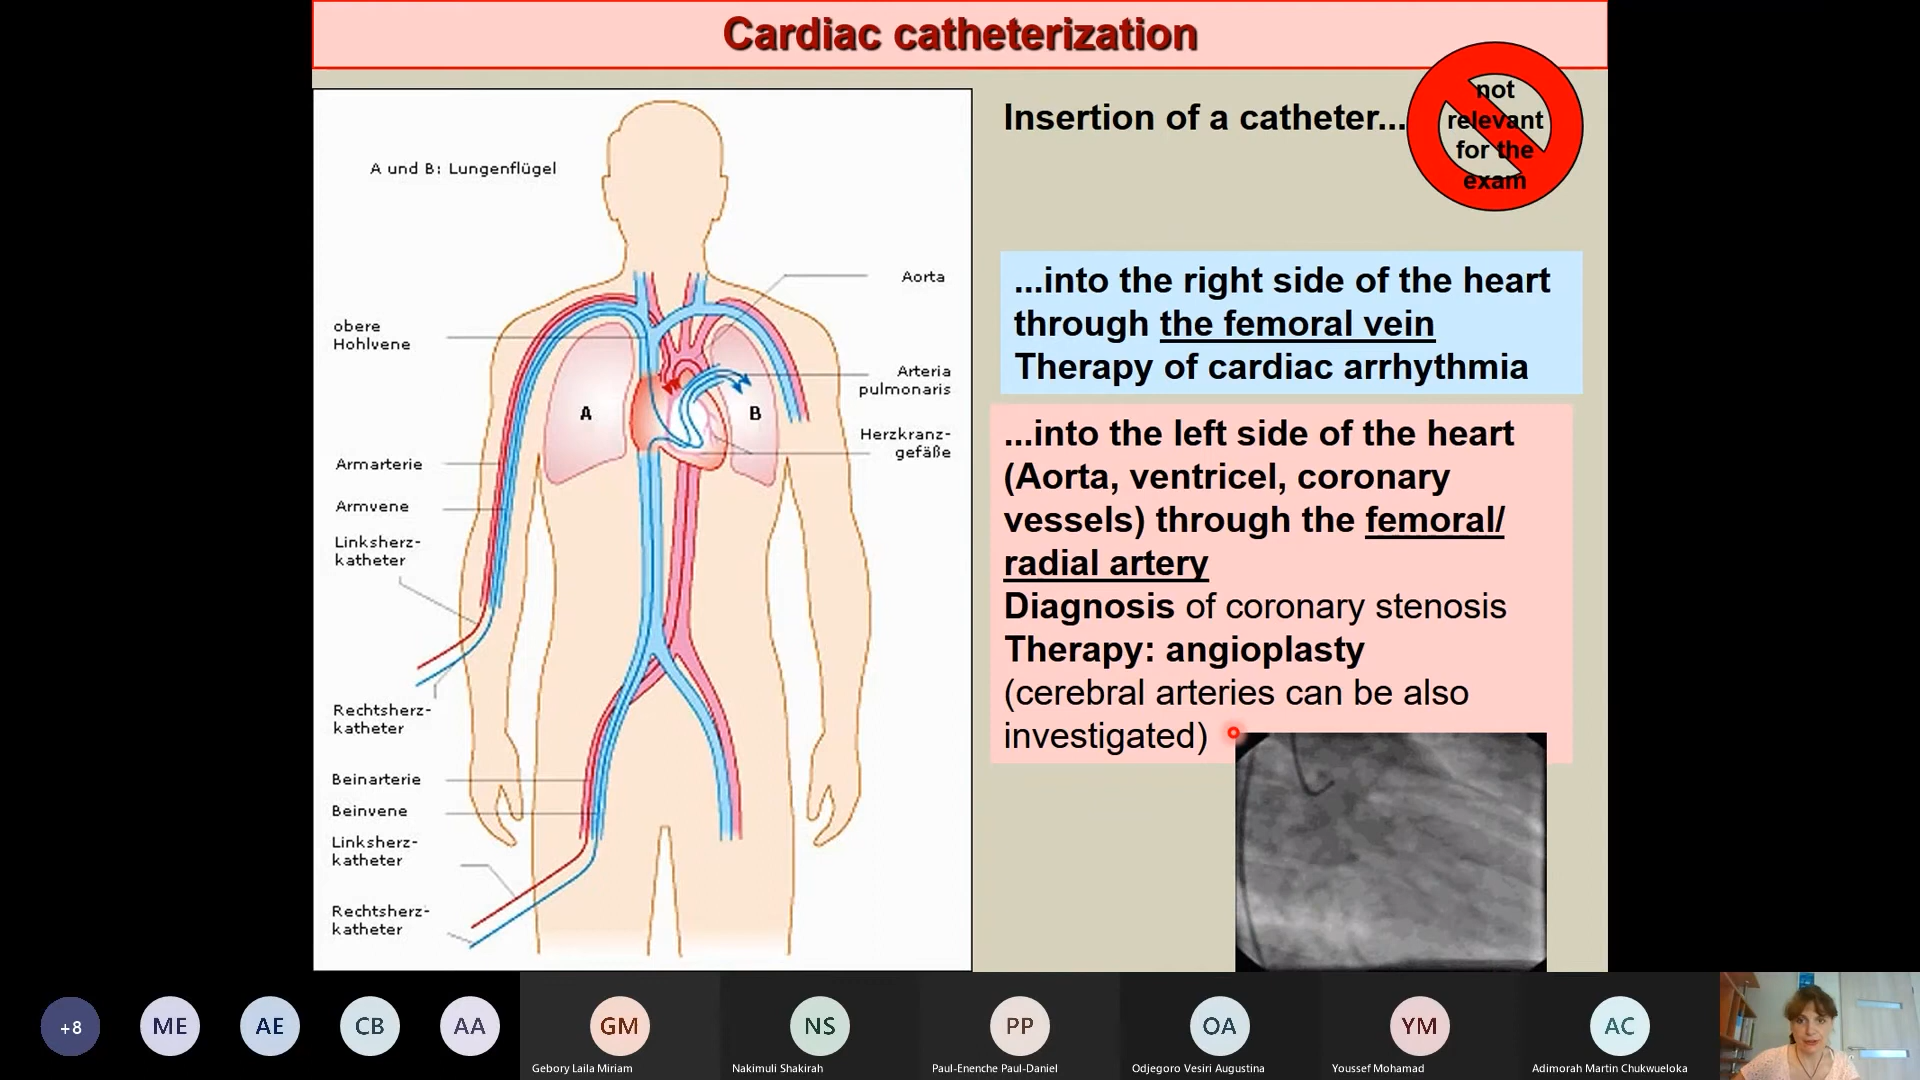 Cardiac catheterization
Insertion of a catheter...
not
relevant
for the
exam
A und B: Lungenflügel
Aorta
obere
Hohlvene
Arteria
pulmonaris
A
B
Herzkranz-
gefäße
Armarterie
Armvene
Linksherz-
katheter
Rechtsherz-
katheter
Beinarterie
Beinvene
Linksherz-
katheter
Rechtsherz-
katheter
...into the right side of the heart
through the femoral vein
Therapy of cardiac arrhythmia
...into the left side of the heart
(Aorta, ventricel, coronary
vessels) through the femoral/
radial artery
Diagnosis of coronary stenosis
Therapy: angioplasty
(cerebral arteries can be also
investigated)
+8
ME
AE
CB
AA
GM
NS
PP
OA
YM
AC
Gebory Laila Miriam
Nakimuli Shakirah
Paul-Enenche Paul-Daniel
Odjegoro Vesiri Augustina
Youssef Mohamad
Adimorah Martin Chukwueloka